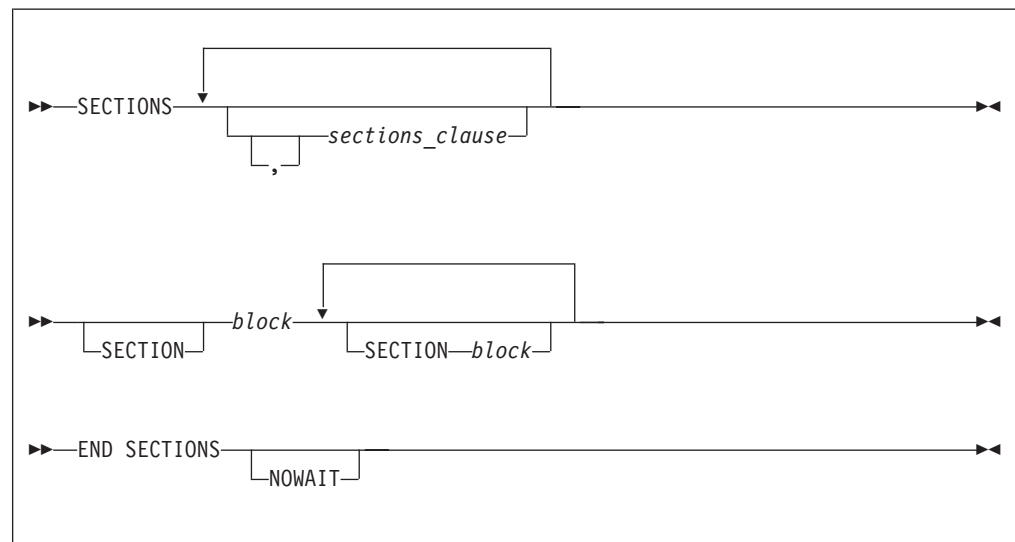 SECTIONS
sections_clause
,
SECTION block SECTION block
END SECTIONS
NOWAIT